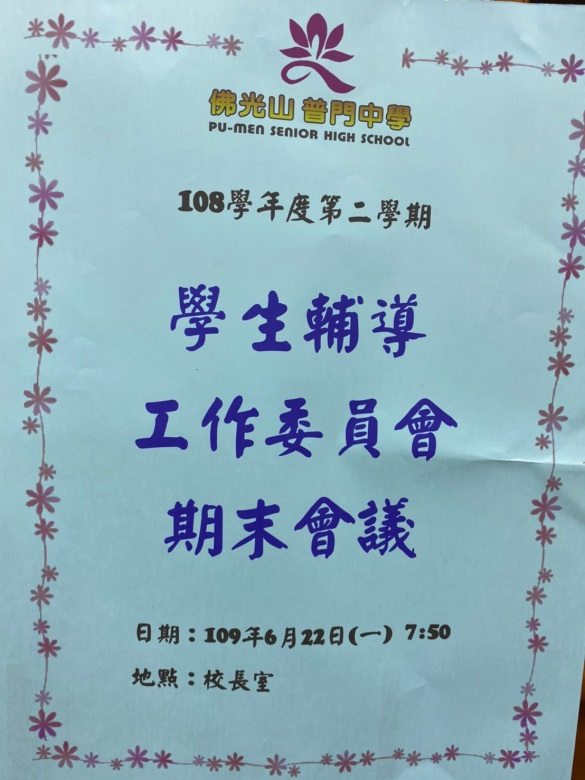 佛光山 普門中學
PU-MEN SENIOR HIGH SCHOOL
108學年度第二學期
學生輔導
工作委員會
期末會議
日期：109年6月22日(一) 7:50
地點：校長室